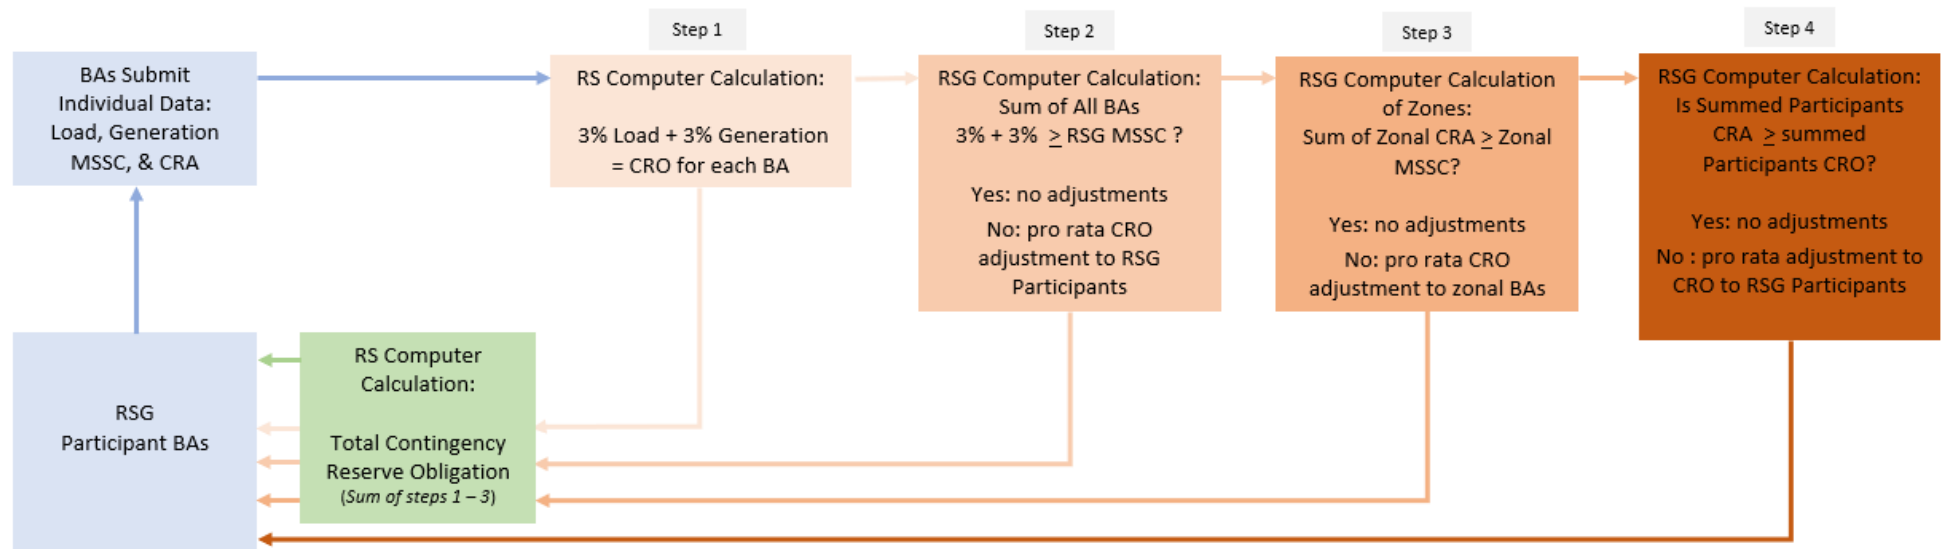 Step 1
Step 2
Step 3
Step 4
BAs Submit
Individual Data:
Load, Generation
MSSC, & CRA
RS Computer Calculation:
3% Load + 3% Generation
= CRO for each BA
RSG Computer Calculation:
Sum of All BAs
3% + 3% ≥ RSG MSSC ?
Yes: no adjustments
No: pro rata CRO
adjustment to RSG
Participants
RSG Computer Calculation
of Zones:
Sum of Zonal CRA ≥ Zonal
MSSC?
Yes: no adjustments
No: pro rata CRO
adjustment to zonal BAs
RSG Computer Calculation:
Is Summed Participants
CRA ≥ summed
Participants CRO?
Yes: no adjustments
No : pro rata adjustment to
CRO to RSG Participants
RSG
Participant BAs
RS Computer
Calculation:
Total Contingency
Reserve Obligation
(Sum of steps 1 – 3)